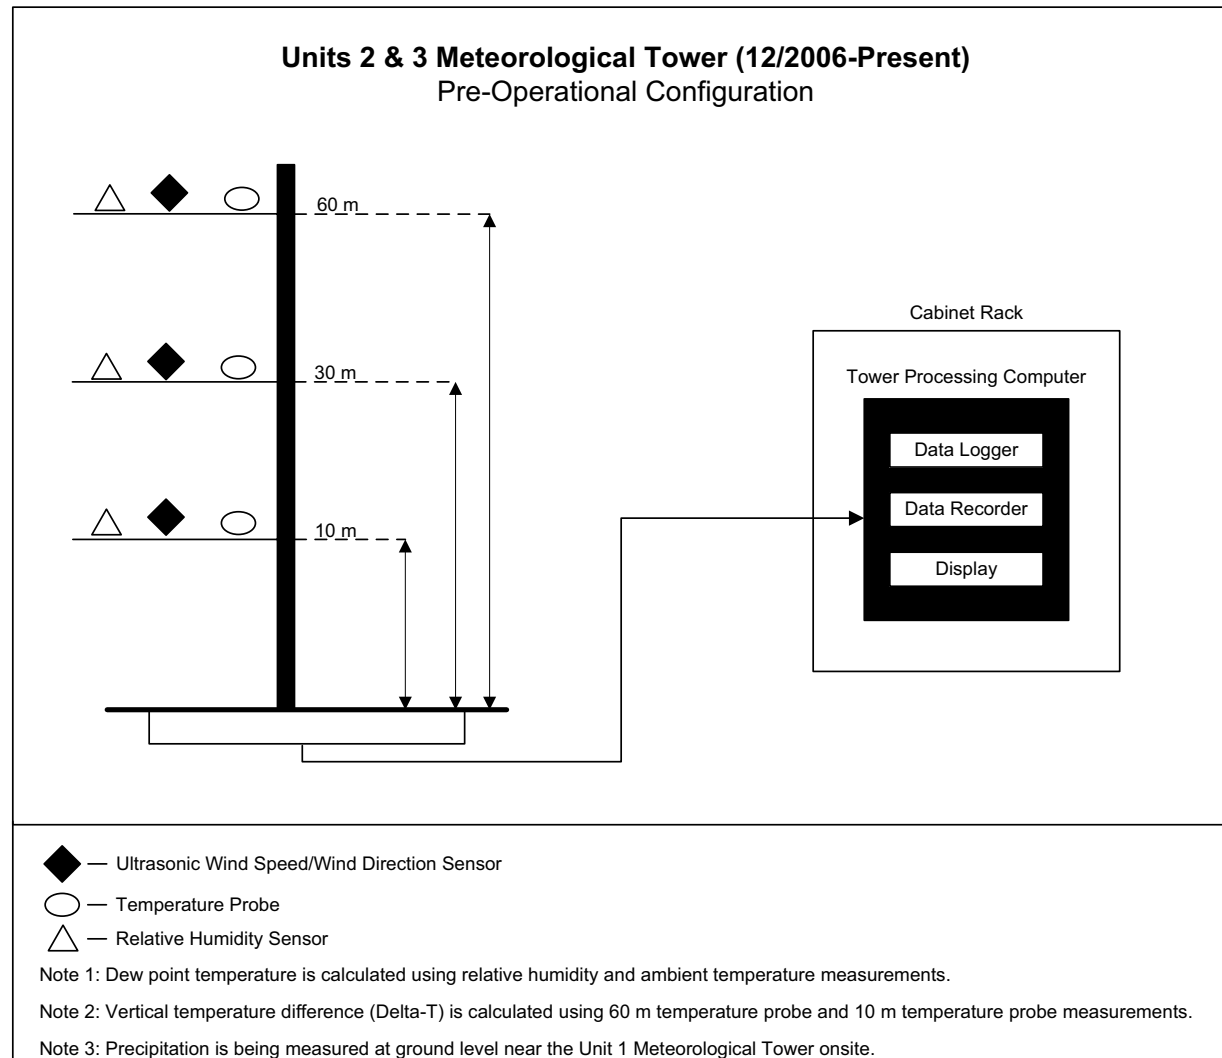 Units 2 & 3 Meteorological Tower (12/2006-Present)
Pre-Operational Configuration
60 m
30 m
10 m
Cabinet Rack
Tower Processing Computer
Data Logger
Data Recorder
Display
— Ultrasonic Wind Speed/Wind Direction Sensor
— Temperature Probe
— Relative Humidity Sensor
Note 1: Dew point temperature is calculated using relative humidity and ambient temperature measurements.
Note 2: Vertical temperature difference (Delta-T) is calculated using 60 m temperature probe and 10 m temperature probe measurements.
Note 3: Precipitation is being measured at ground level near the Unit 1 Meteorological Tower onsite.